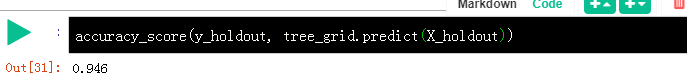 Markdown Code
: accuracy_score(y_holdout, tree_grid.predict(X_holdout))
Out[31]: 0.946